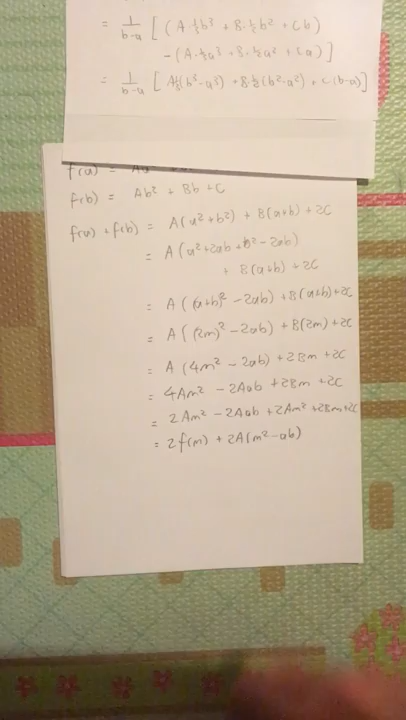 = 1/b-a [ (A·⅓b³ + B·½b² + Cb)
-(A·⅓a³ + B·½a² + Ca) ]
= 1/b-a [ A⅓(b³-a³) + B·½(b²-a²) + C(b-a) ]
f(a) =
f(b) = Ab² + Bb + C
f(a) + f(b) = A(a² + b²) + B(a+b) + 2C
= A (a² + 2ab + b² - 2ab)
+ B(a+b) + 2C
= A ((a+b)² - 2ab) + B(a+b) + 2C
= A ((2m)² - 2ab) + B(2m) + 2C
= A (4m² - 2ab) + 2Bm + 2C
= 4Am² - 2Aab + 2Bm + 2C
= 2Am² - 2Aab + 2Am² + 2Bm + 2C
= 2f(m) + 2A(m² - ab)